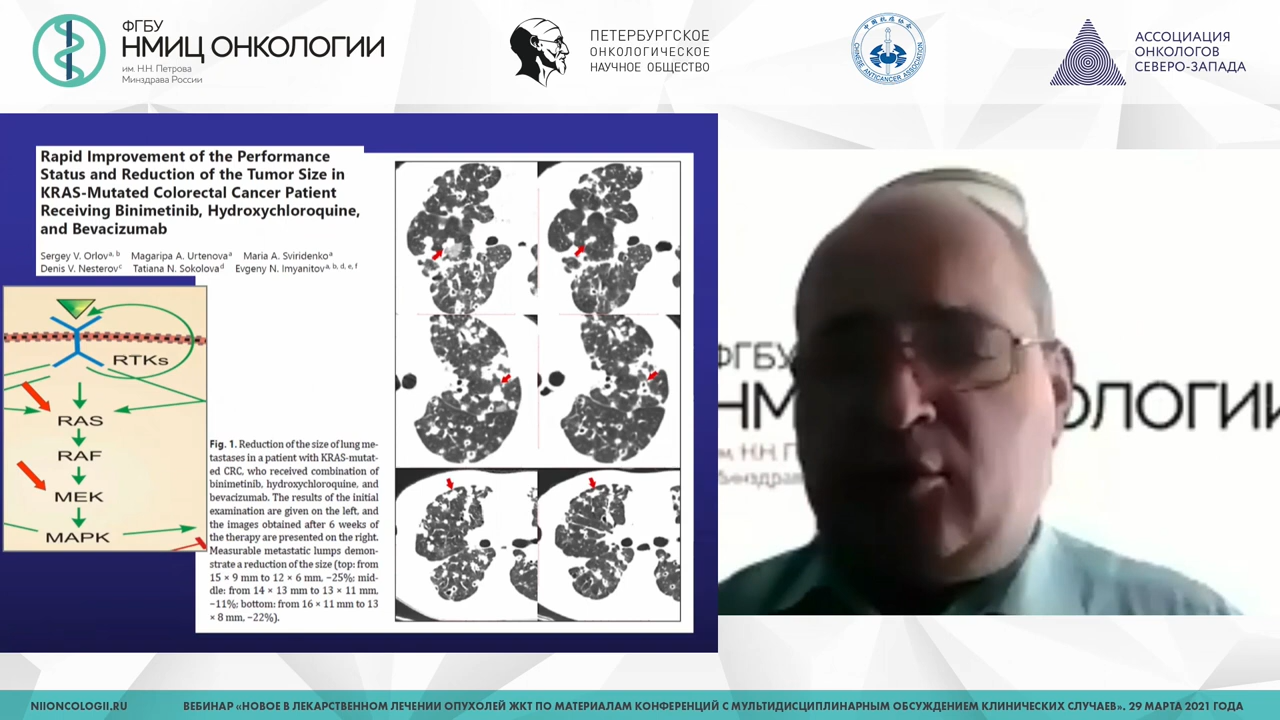 ФГБУ
НМИЦ ОНКОЛОГИИ
им. Н.Н. Петрова
Минздрава России
ПЕТЕРБУРГСКОЕ
ОНКОЛОГИЧЕСКОЕ
НАУЧНОЕ ОБЩЕСТВО
CHINESE ANTICANCER ASSOCIATION
АССОЦИАЦИЯ
ОНКОЛОГОВ
СЕВЕРО-ЗАПАДА
Rapid Improvement of the Performance
Status and Reduction of the Tumor Size in
KRAS-Mutated Colorectal Cancer Patient
Receiving Binimetinib, Hydroxychloroquine,
and Bevacizumab
Sergey V. Orlov a, b Magaripa A. Urtenova a Maria A. Sviridenko a
Denis V. Nesterov c Tatiana N. Sokolova d Evgeny N. Imyanitov a, b, d, e, f
RTKs
RAS
RAF
MEK
MAPK
Fig. 1. Reduction of the size of lung me-
tastases in a patient with KRAS-mutat-
ed CRC, who received combination of
binimetinib, hydroxychloroquine, and
bevacizumab. The results of the initial
examination are given on the left, and
the images obtained after 6 weeks of
the therapy are presented on the right.
Measurable metastatic lumps demon-
strate a reduction of the size (top: from
15 × 9 mm to 12 × 6 mm, −25%; mid-
dle: from 14 × 13 mm to 13 × 11 mm,
−11%; bottom: from 16 × 11 mm to 13
× 8 mm, −22%).
ФГБУ
НМ ОЛОГИИ
им. Н.Н. П
NIIONCOLOGII.RU
ВЕБИНАР «НОВОЕ В ЛЕКАРСТВЕННОМ ЛЕЧЕНИИ ОПУХОЛЕЙ ЖКТ ПО МАТЕРИАЛАМ КОНФЕРЕНЦИЙ С МУЛЬТИДИСЦИПЛИНАРНЫМ ОБСУЖДЕНИЕМ КЛИНИЧЕСКИХ СЛУЧАЕВ». 29 МАРТА 2021 ГОДА